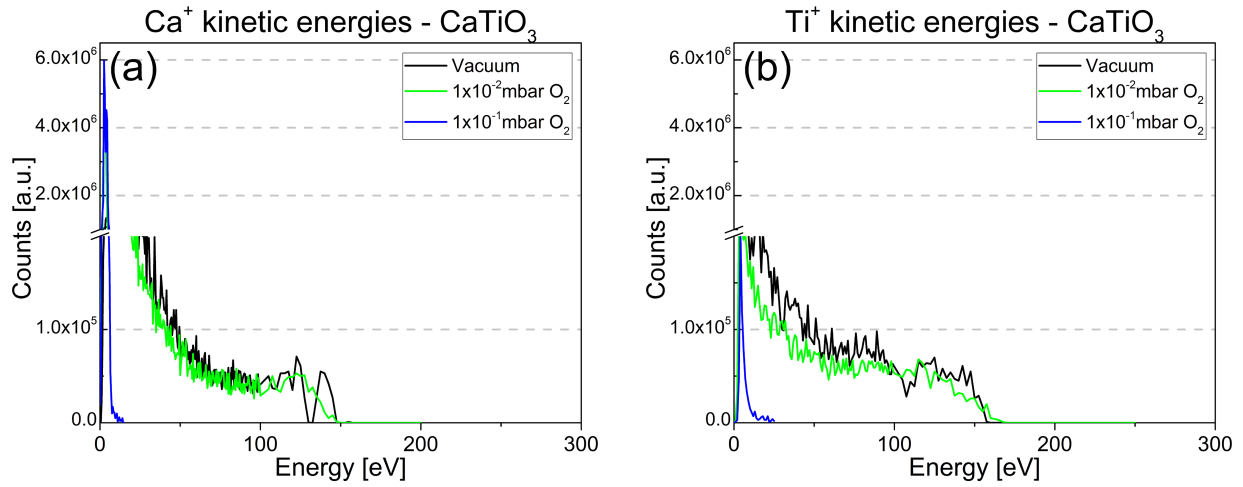 Ca⁺ kinetic energies - CaTiO₃
(a)
Vacuum
1x10⁻²mbar O₂
1x10⁻¹mbar O₂
6.0x10⁶
4.0x10⁶
2.0x10⁶
1.0x10⁵
0.0
Counts [a.u.]
0 100 200 300
Energy [eV]
Ti⁺ kinetic energies - CaTiO₃
(b)
Vacuum
1x10⁻²mbar O₂
1x10⁻¹mbar O₂
6.0x10⁶
4.0x10⁶
2.0x10⁶
1.0x10⁵
0.0
Counts [a.u.]
0 100 200 300
Energy [eV]